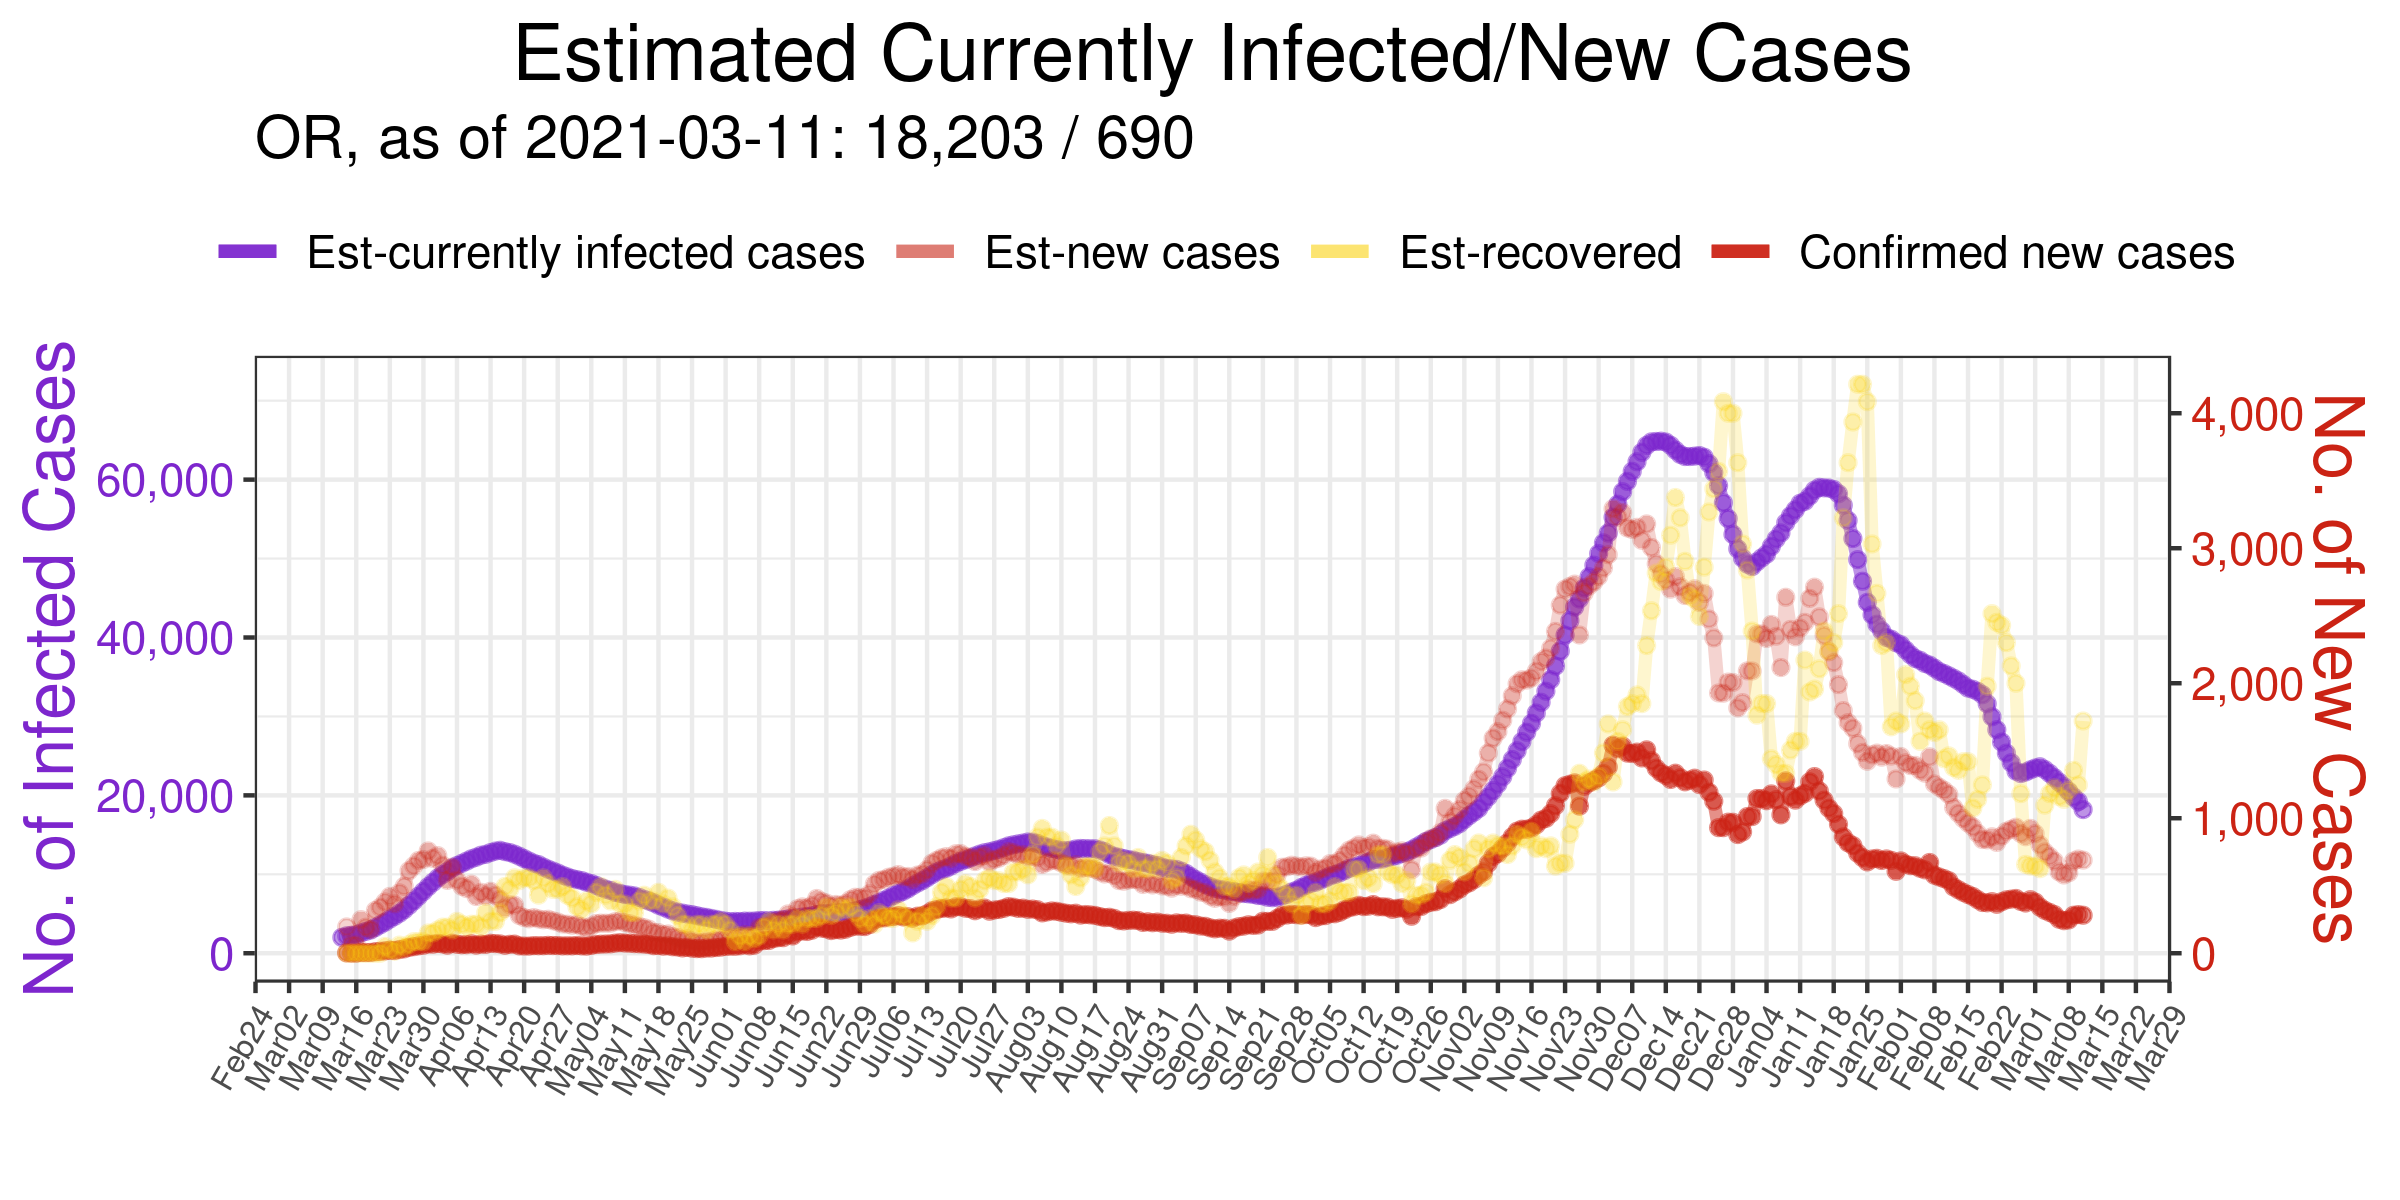 Estimated Currently Infected/New Cases
OR, as of 2021-03-11: 18,203 / 690
Est-currently infected cases Est-new cases Est-recovered Confirmed new cases
No. of Infected Cases
60,000
40,000
20,000
0
4,000
3,000
2,000
1,000
0
No. of New Cases
Feb24 Mar02 Mar09 Mar16 Mar23 Mar30 Apr06 Apr13 Apr20 Apr27 May04 May11 May18 May25 Jun01 Jun08 Jun15 Jun22 Jun29 Jul06 Jul13 Jul20 Jul27 Aug03 Aug10 Aug17 Aug24 Aug31 Sep07 Sep14 Sep21 Sep28 Oct05 Oct12 Oct19 Oct26 Nov02 Nov09 Nov16 Nov23 Nov30 Dec07 Dec14 Dec21 Dec28 Jan04 Jan11 Jan18 Jan25 Feb01 Feb08 Feb15 Feb22 Mar01 Mar08 Mar15 Mar22 Mar29